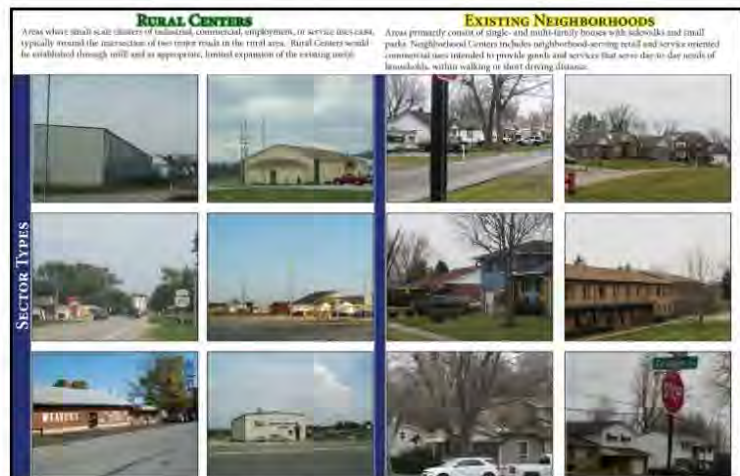 RURAL CENTERS
Areas where small scale clusters of industrial, commercial, employment, or service uses exist,
typically around the intersection of two major roads in the rural area. Rural Centers would
be established through infill and as appropriate, limited expansion of the existing use(s).
EXISTING NEIGHBORHOODS
Areas primarily consist of single- and multi-family houses with sidewalks and small
parks. Neighborhood Centers includes neighborhood-serving retail and service oriented
commercial uses intended to provide goods and services that serve day-to-day needs of
households, within walking or short driving distance.
SECTOR TYPES
STOP